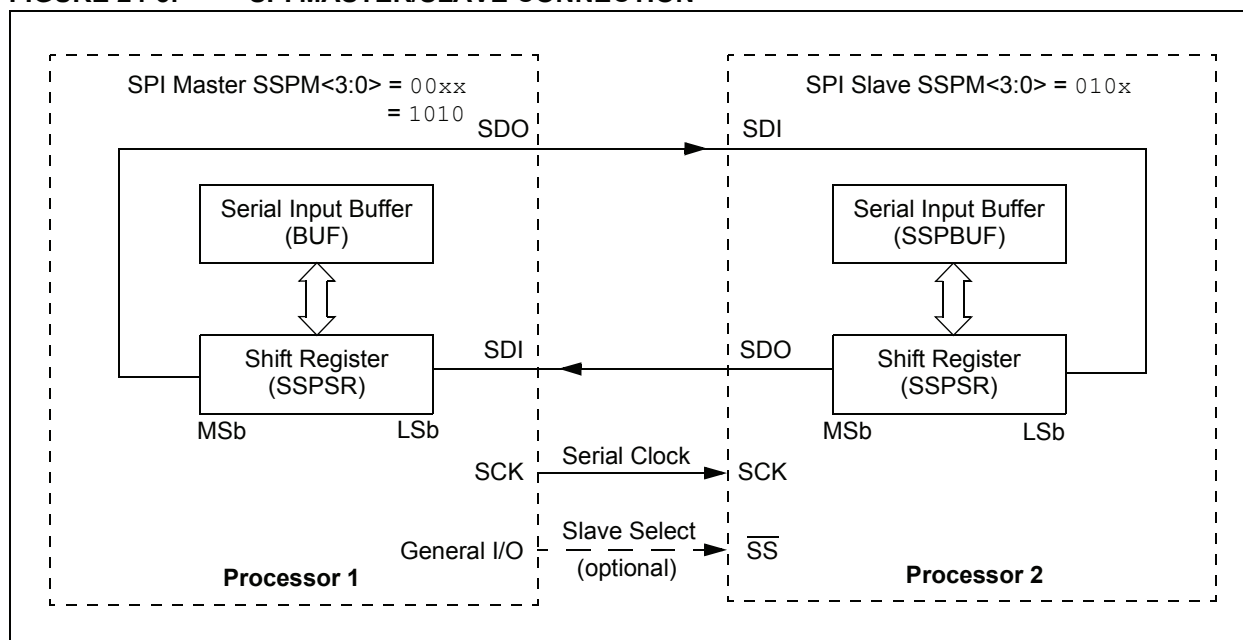 SPI Master SSPM<3:0> = 00xx
= 1010
SPI Slave SSPM<3:0> = 010x
SDO
SDI
Serial Input Buffer
(BUF)
Serial Input Buffer
(SSPBUF)
Shift Register
(SSPSR)
SDI
SDO
Shift Register
(SSPSR)
MSb
LSb
MSb
LSb
SCK
Serial Clock
SCK
General I/O
Slave Select
(optional)
SS
Processor 1
Processor 2